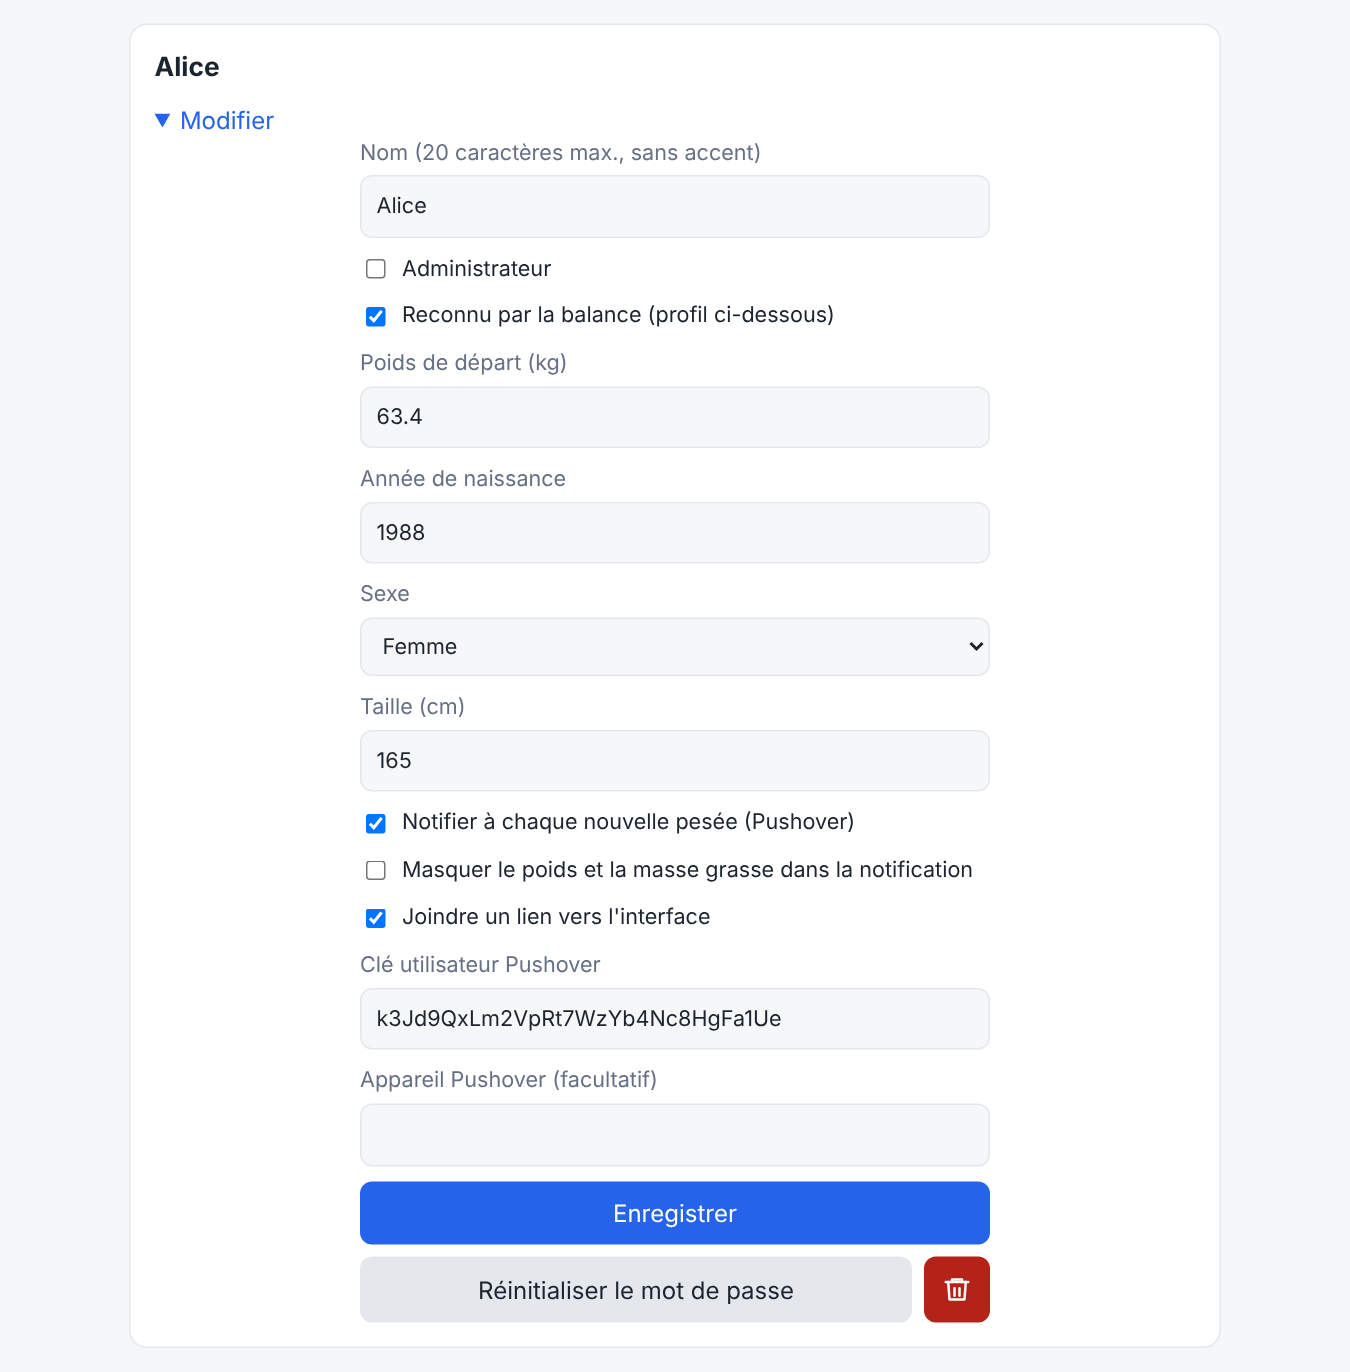 Alice
Modifier
Nom (20 caractères max., sans accent)
Alice
Administrateur
Reconnu par la balance (profil ci-dessous)
Poids de départ (kg)
63.4
Année de naissance
1988
Sexe
Femme
Taille (cm)
165
Notifier à chaque nouvelle pesée (Pushover)
Masquer le poids et la masse grasse dans la notification
Joindre un lien vers l'interface
Clé utilisateur Pushover
k3Jd9QxLm2VpRt7WzYb4Nc8HgFa1Ue
Appareil Pushover (facultatif)
Enregistrer
Réinitialiser le mot de passe